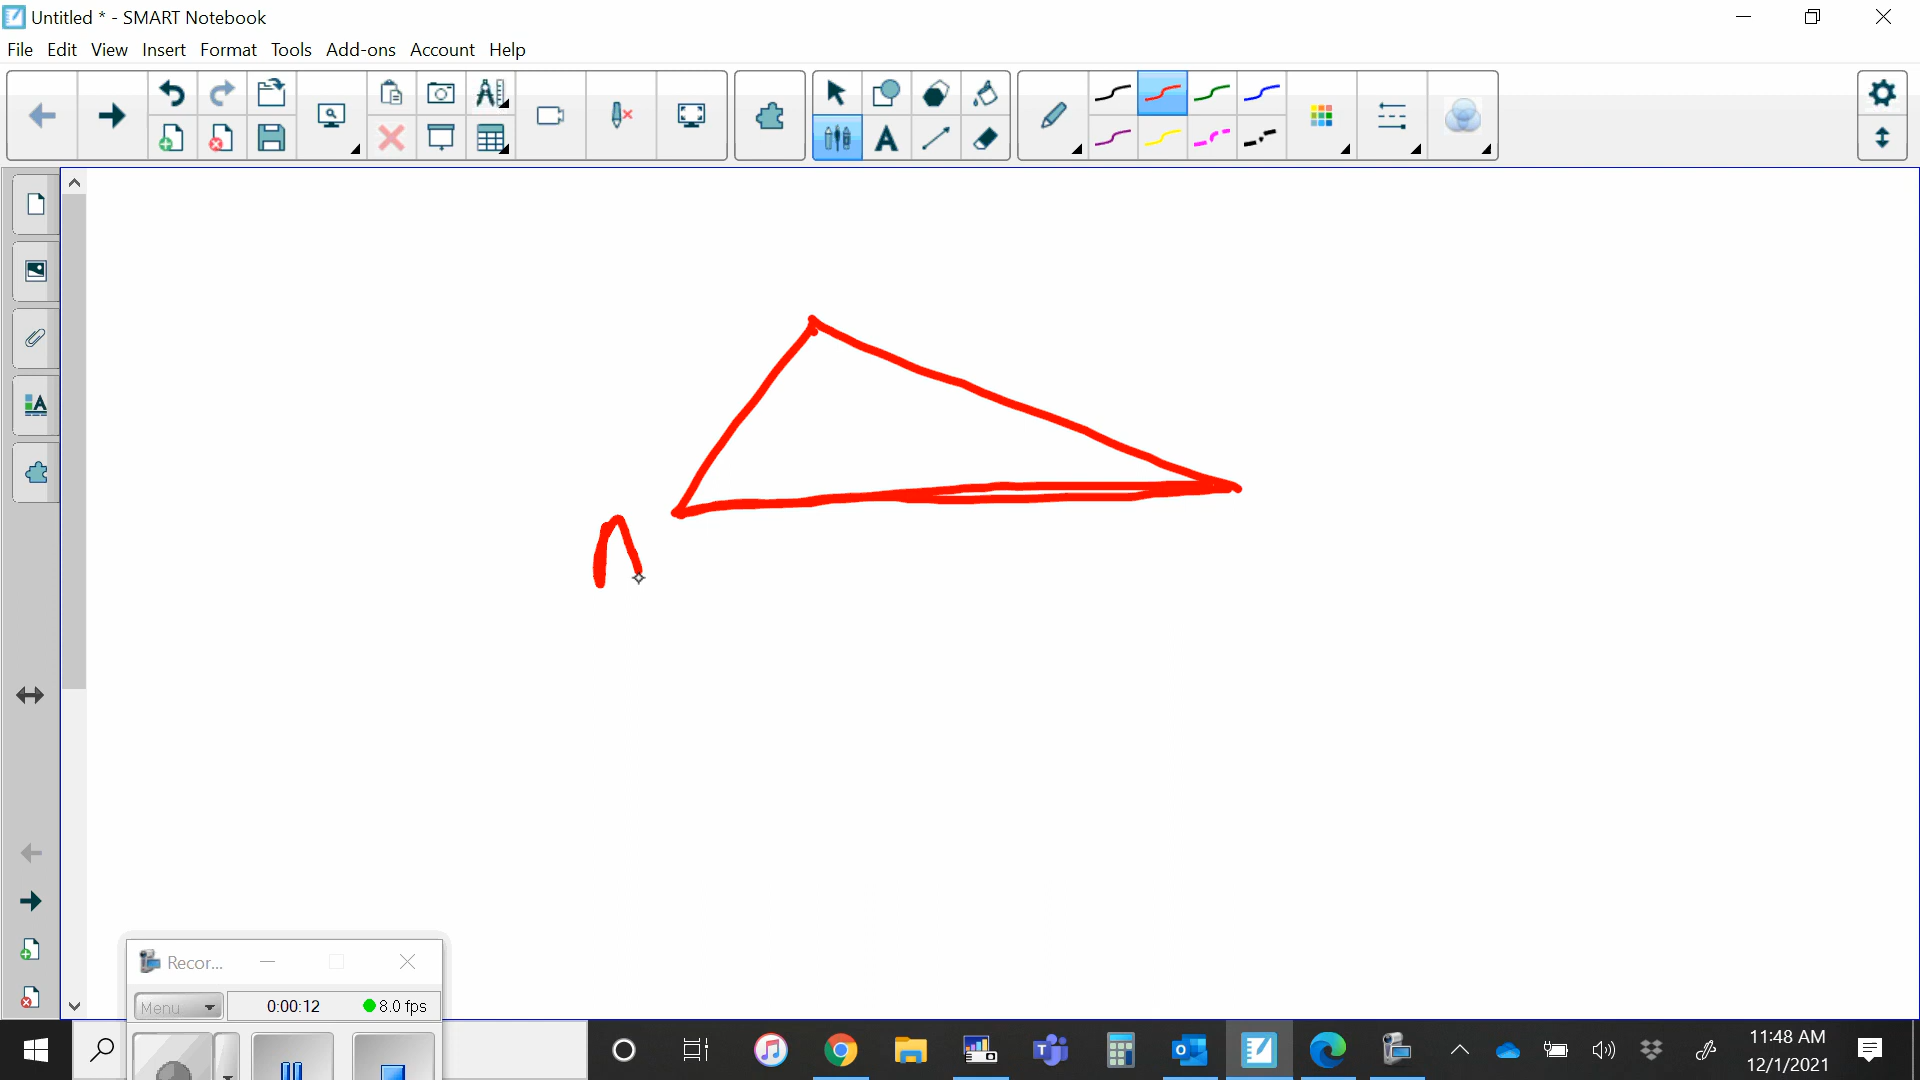 Untitled * - SMART Notebook
File Edit View Insert Format Tools Add-ons Account Help
Recor...
Menu 0:00:12 8.0 fps
11:48 AM
12/1/2021